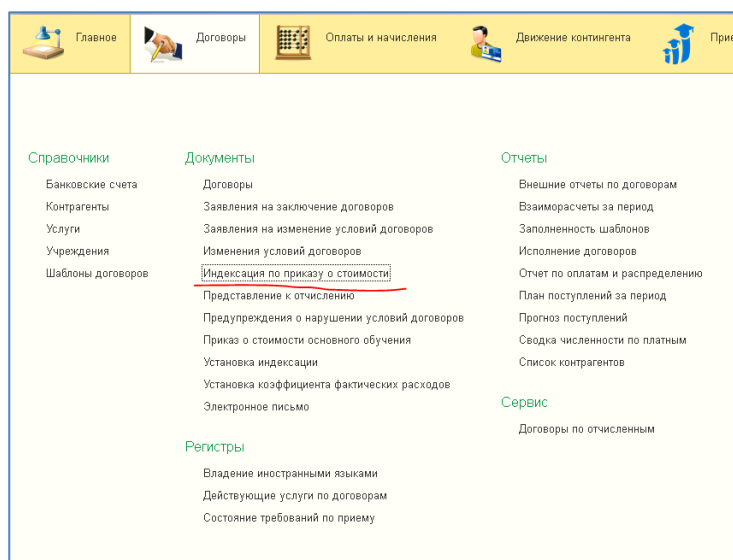 Главное
Договоры
Оплаты и начисления
Движение контингента
Справочники
Банковские счета
Контрагенты
Услуги
Учреждения
Шаблоны договоров
Документы
Договоры
Заявления на заключение договоров
Заявления на изменение условий договоров
Изменения условий договоров
Индексация по приказу о стоимости
Представление к отчислению
Предупреждения о нарушении условий договоров
Приказ о стоимости основного обучения
Установка индексации
Установка коэффициента фактических расходов
Электронное письмо
Регистры
Владение иностранными языками
Действующие услуги по договорам
Состояние требований по приему
Отчеты
Внешние отчеты по договорам
Взаиморасчеты за период
Заполненность шаблонов
Исполнение договоров
Отчет по оплатам и распределению
План поступлений за период
Прогноз поступлений
Сводка численности по платным
Список контрагентов
Сервис
Договоры по отчисленным